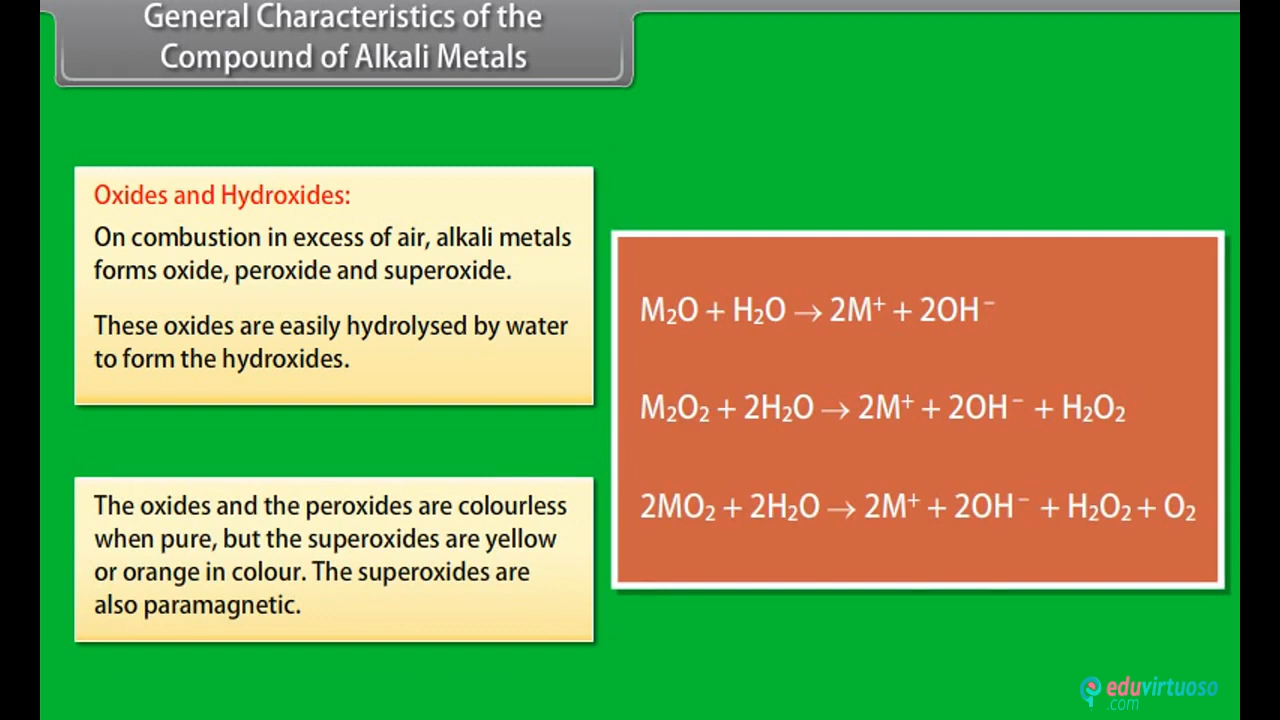 General Characteristics of the
Compound of Alkali Metals
Oxides and Hydroxides:
On combustion in excess of air, alkali metals
forms oxide, peroxide and superoxide.
These oxides are easily hydrolysed by water
to form the hydroxides.
The oxides and the peroxides are colourless
when pure, but the superoxides are yellow
or orange in colour. The superoxides are
also paramagnetic.
M₂O + H₂O → 2M⁺ + 2OH⁻
M₂O₂ + 2H₂O → 2M⁺ + 2OH⁻ + H₂O₂
2MO₂ + 2H₂O → 2M⁺ + 2OH⁻ + H₂O₂ + O₂
eduvirtuoso
.com